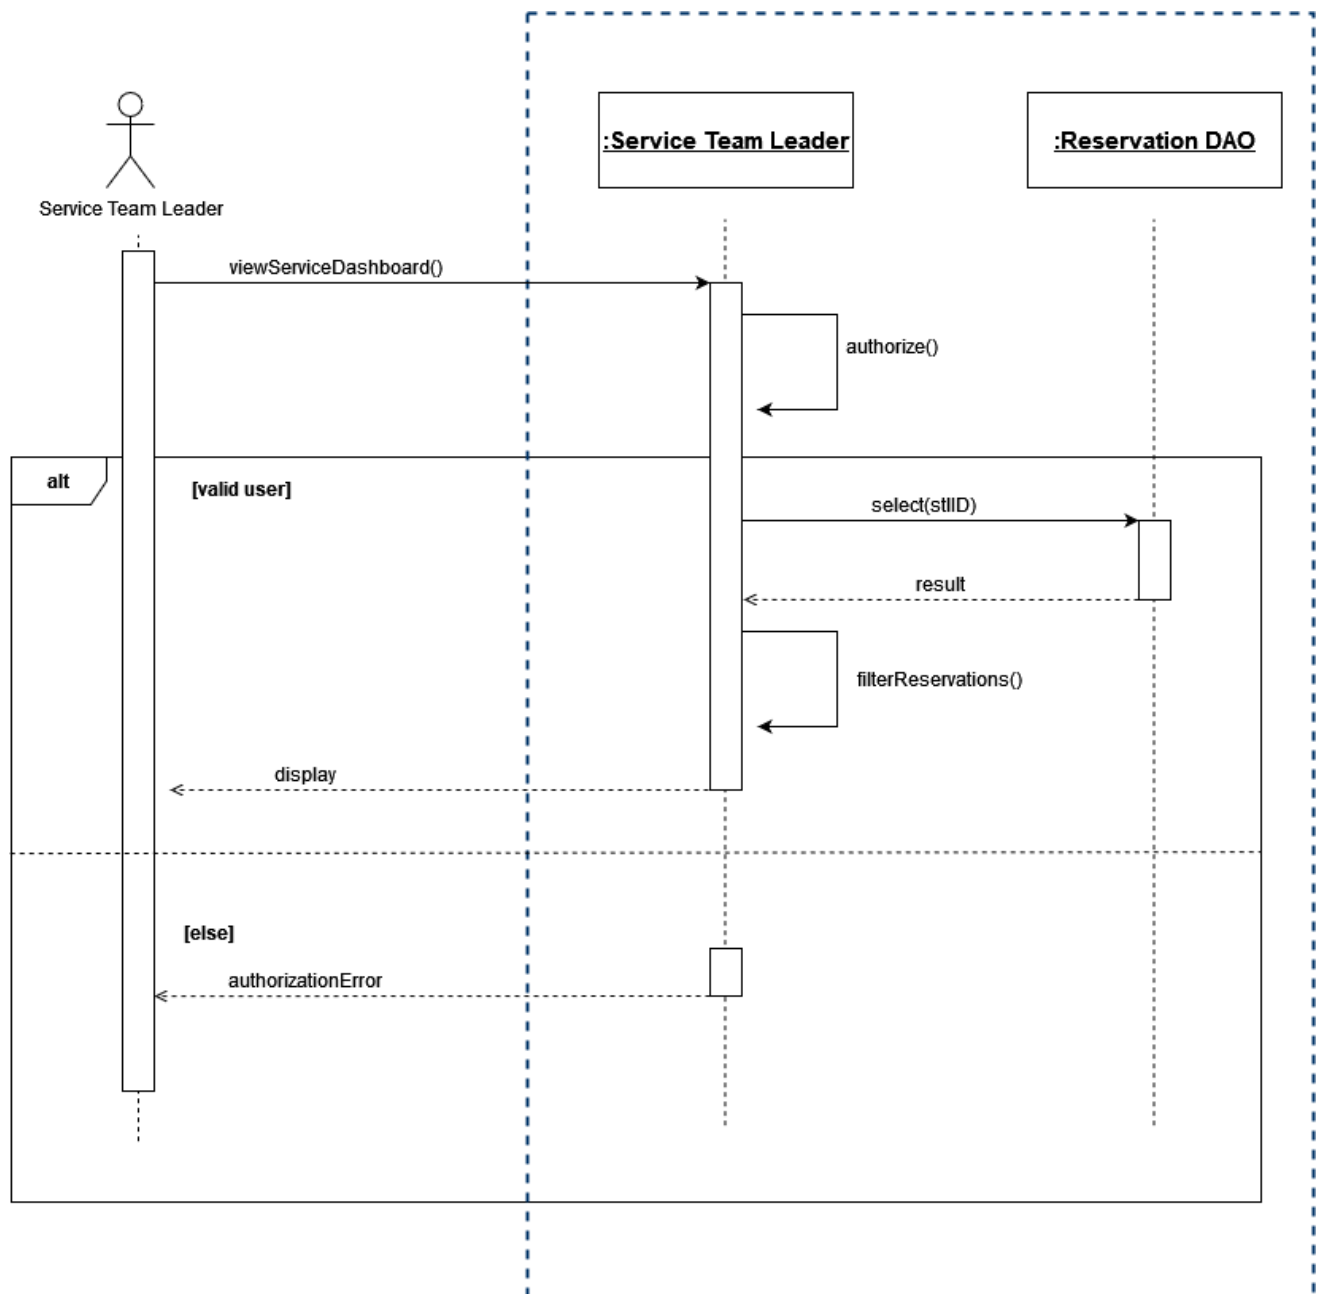 :Service Team Leader
:Reservation DAO
Service Team Leader
viewServiceDashboard()
authorize()
alt
[valid user]
select(stlID)
result
filterReservations()
display
[else]
authorizationError